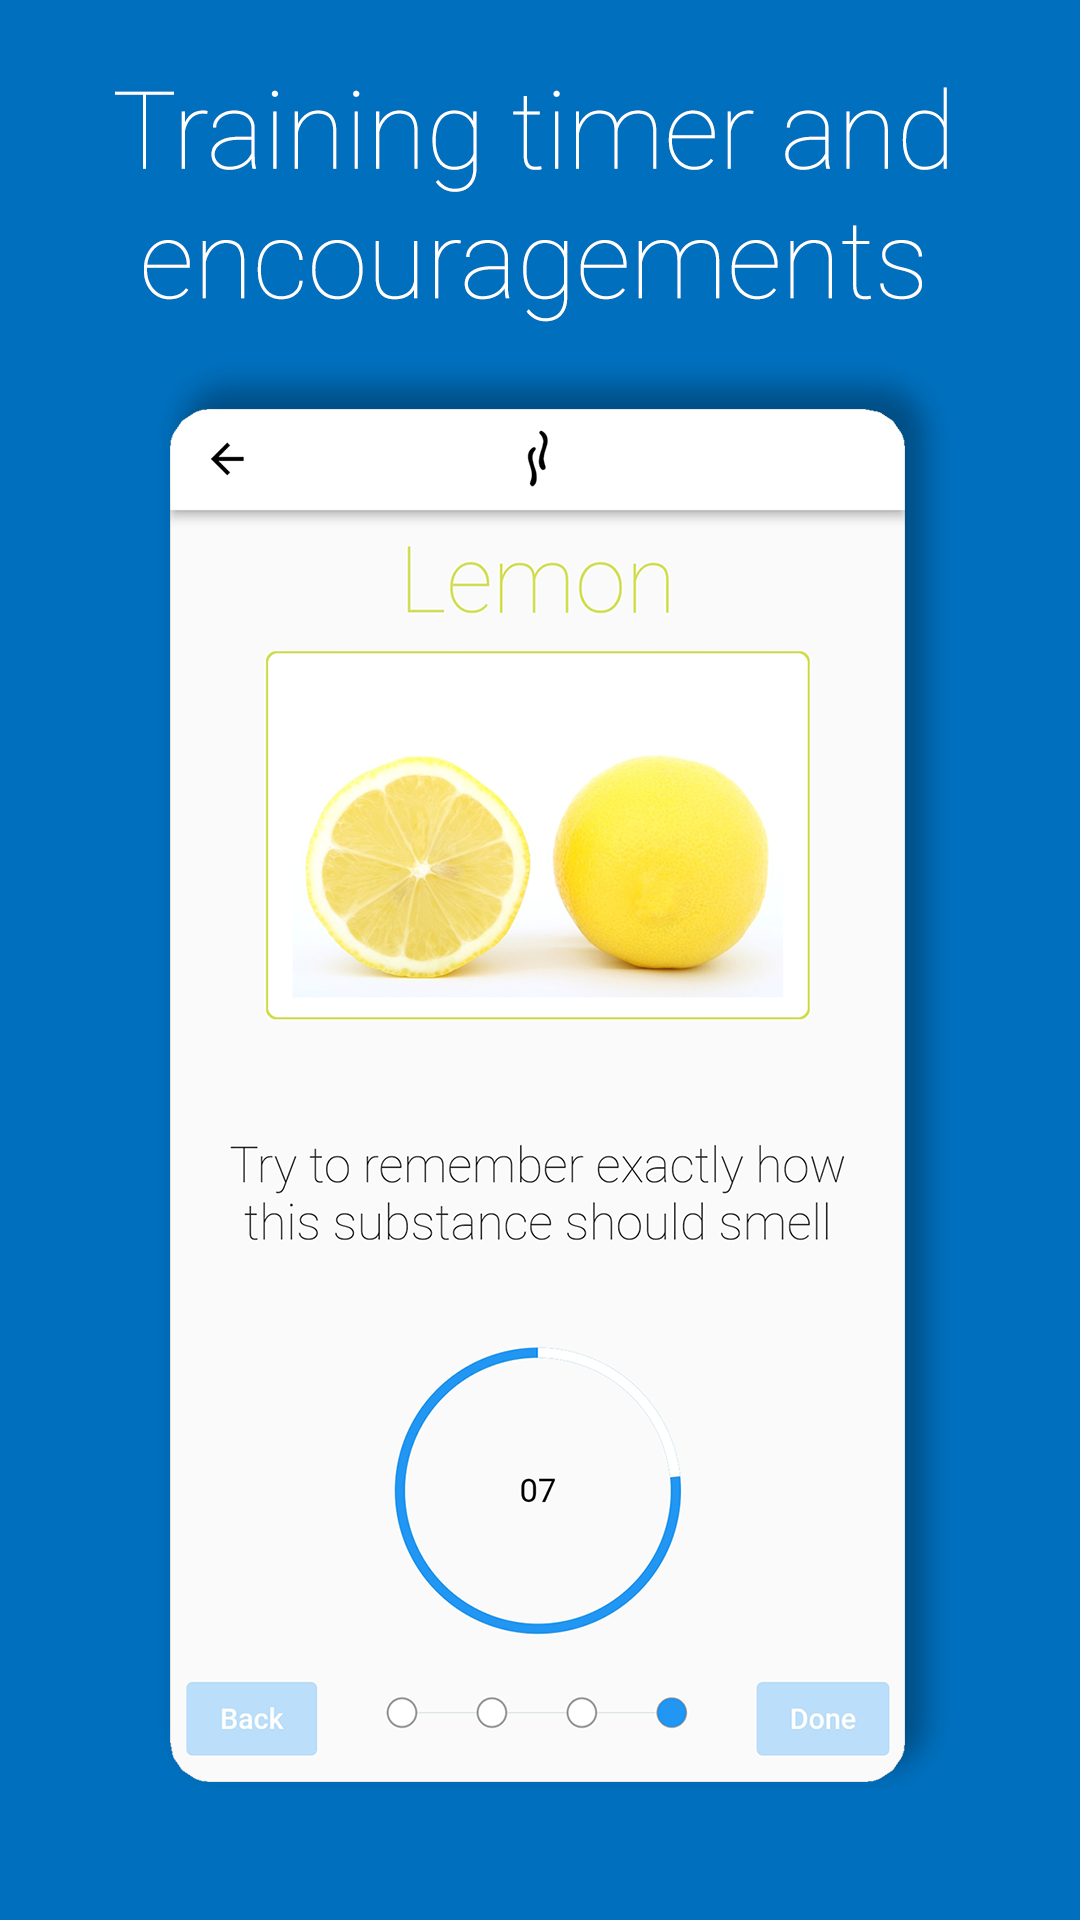 Training timer and
encouragements
Lemon
Try to remember exactly how
this substance should smell
07
Back
Done